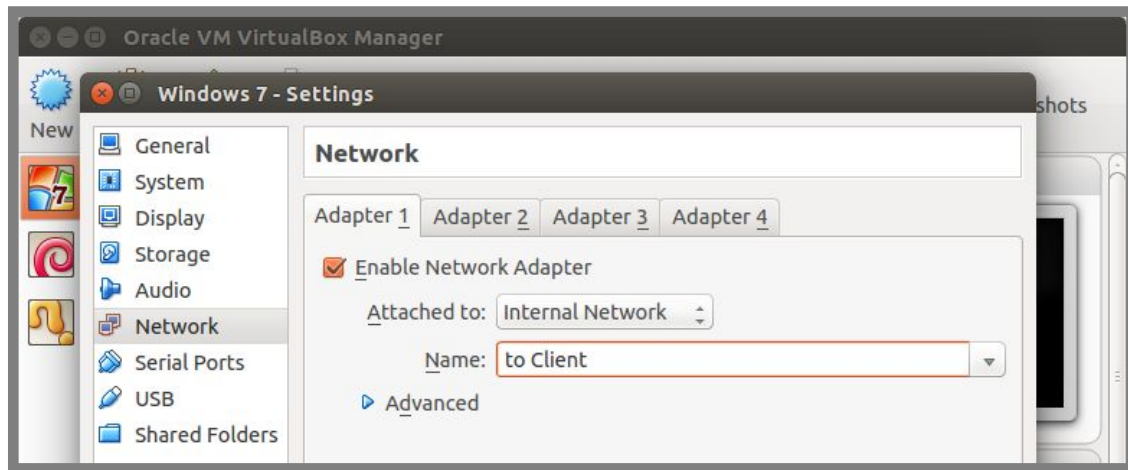 Oracle VM VirtualBox Manager
Windows 7 - Settings
New
shots
General
System
Display
Storage
Audio
Network
Serial Ports
USB
Shared Folders
Network
Adapter 1 Adapter 2 Adapter 3 Adapter 4
Enable Network Adapter
Attached to: Internal Network
Name: to Client
Advanced
7